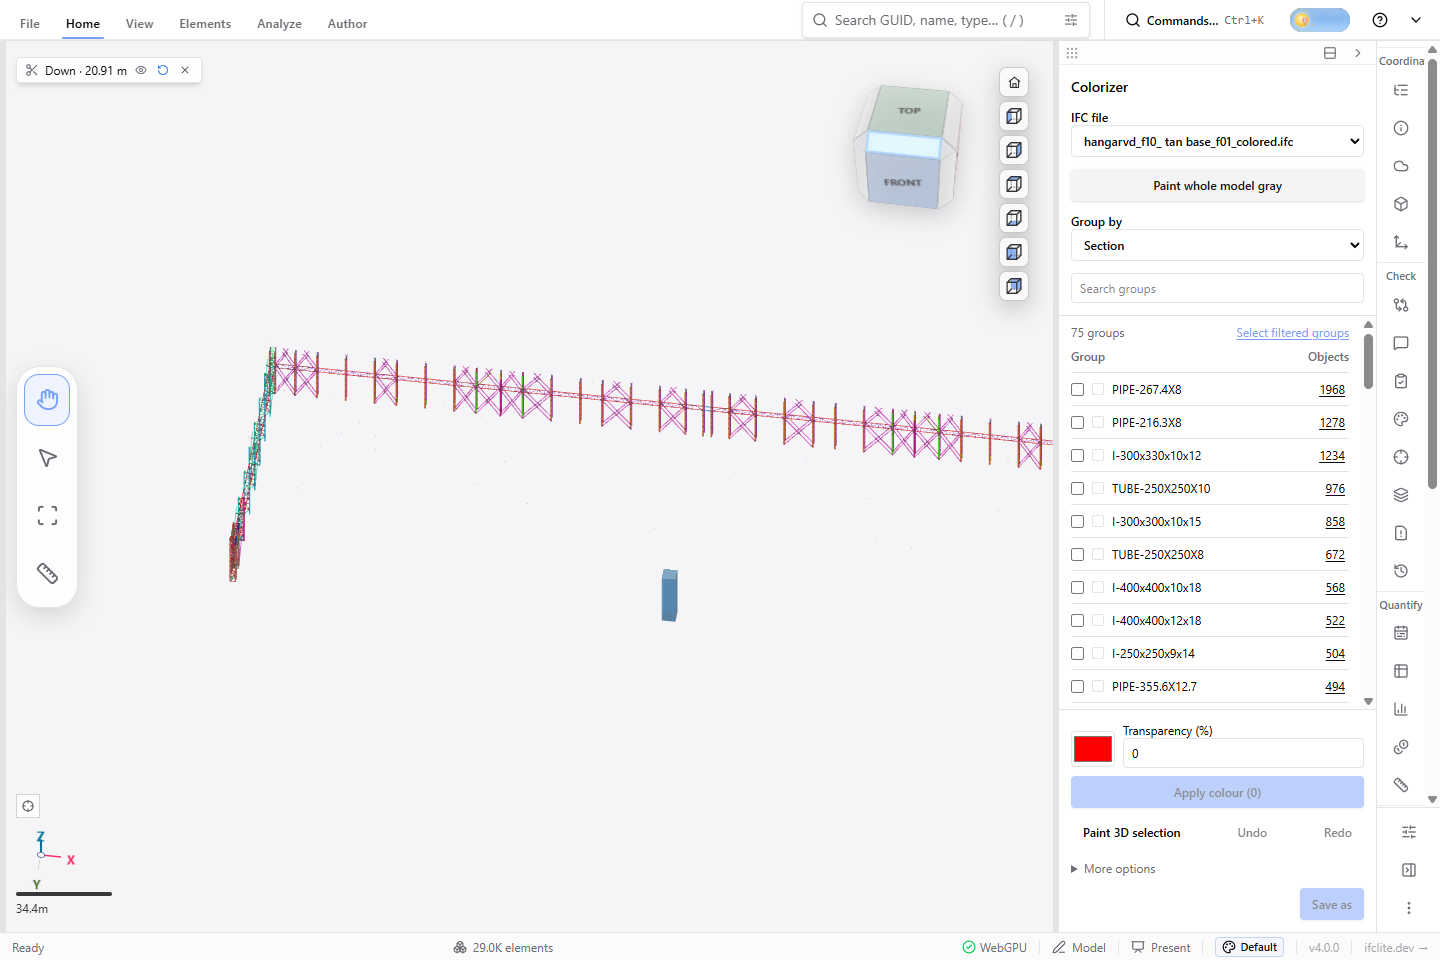 File Home View Elements Analyze Author
Search GUID, name, type... ( / )
Commands... Ctrl+K
Down · 20.91 m
TOP
FRONT
Colorizer
IFC file
hangarvd_f10_ tan base_f01_colored.ifc
Paint whole model gray
Group by
Section
Search groups
75 groups Select filtered groups
Group Objects
PIPE-267.4X8 1968
PIPE-216.3X8 1278
I-300x330x10x12 1234
TUBE-250X250X10 976
I-300x300x10x15 858
TUBE-250X250X8 672
I-400x400x10x18 568
I-400x400x12x18 522
I-250x250x9x14 504
PIPE-355.6X12.7 494
Transparency (%)
0
Apply colour (0)
Paint 3D selection Undo Redo
More options
Save as
Coordina
Check
Quantify
Z
X
Y
34.4m
Ready 29.0K elements WebGPU Model Present Default v4.0.0 ifclite.dev →